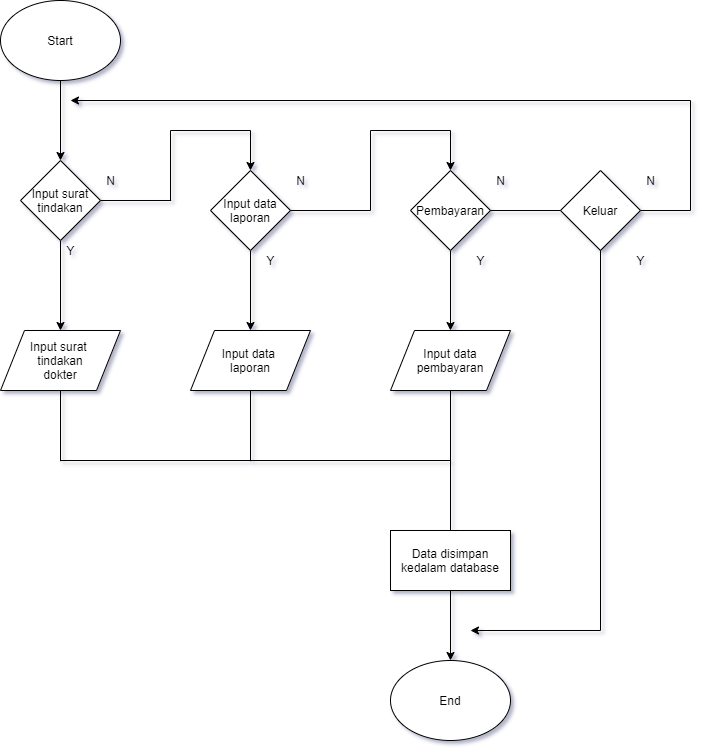 Start
Input surat
tindakan
N
Y
Input data
laporan
N
Y
Pembayaran
N
Y
Keluar
N
Y
Input surat
tindakan
dokter
Input data
laporan
Input data
pembayaran
Data disimpan
kedalam database
End